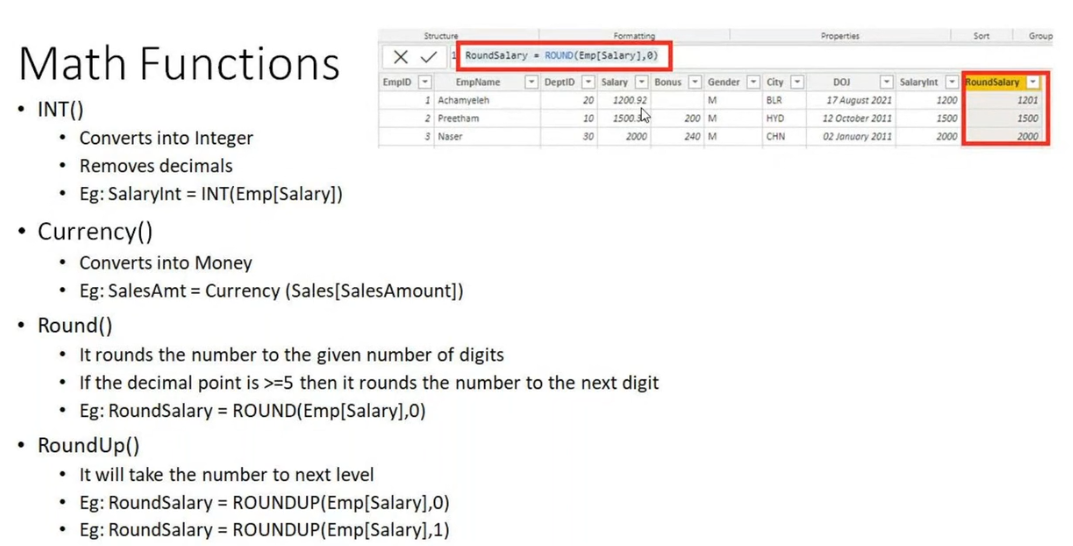 Math Functions
• INT()
• Converts into Integer
• Removes decimals
• Eg: SalaryInt = INT(Emp[Salary])
• Currency()
• Converts into Money
• Eg: SalesAmt = Currency (Sales[SalesAmount])
• Round()
• It rounds the number to the given number of digits
• If the decimal point is >=5 then it rounds the number to the next digit
• Eg: RoundSalary = ROUND(Emp[Salary],0)
• RoundUp()
• It will take the number to next level
• Eg: RoundSalary = ROUNDUP(Emp[Salary],0)
• Eg: RoundSalary = ROUNDUP(Emp[Salary],1)
Structure Formatting Properties Sort Group
1 RoundSalary = ROUND(Emp[Salary],0)
EmpID EmpName DeptID Salary Bonus Gender City DOJ SalaryInt RoundSalary
1 Achamyeleh 20 1200.92 M BLR 17 August 2021 1200 1201
2 Preetham 10 200 M HYD 12 October 2011 1500 1500
3 Naser 30 2000 240 M CHN 02 January 2011 2000 2000